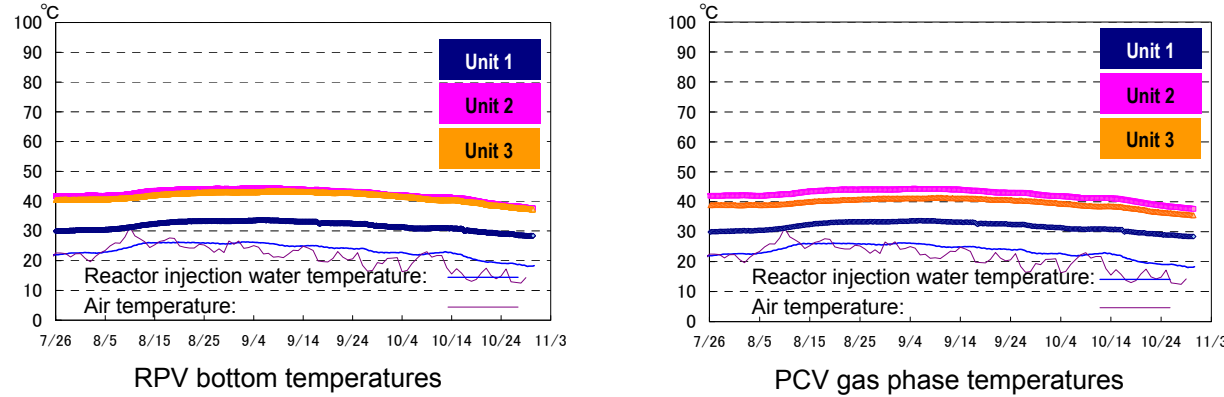 ℃
100
90
80
70
60
50
40
30
20
10
0
Unit 1
Unit 2
Unit 3
Reactor injection water temperature:
Air temperature:
7/26 8/5 8/15 8/25 9/4 9/14 9/24 10/4 10/14 10/24 11/3
RPV bottom temperatures
℃
100
90
80
70
60
50
40
30
20
10
0
Unit 1
Unit 2
Unit 3
Reactor injection water temperature:
Air temperature:
7/26 8/5 8/15 8/25 9/4 9/14 9/24 10/4 10/14 10/24 11/3
PCV gas phase temperatures